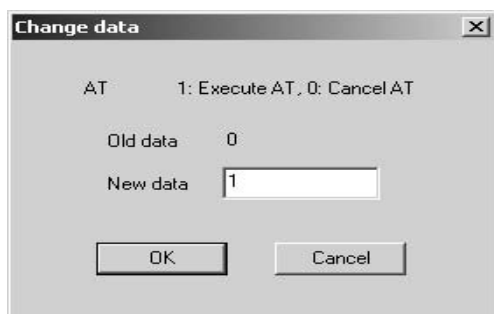 Change data
AT 1: Execute AT, 0: Cancel AT
Old data 0
New data 1
OK Cancel